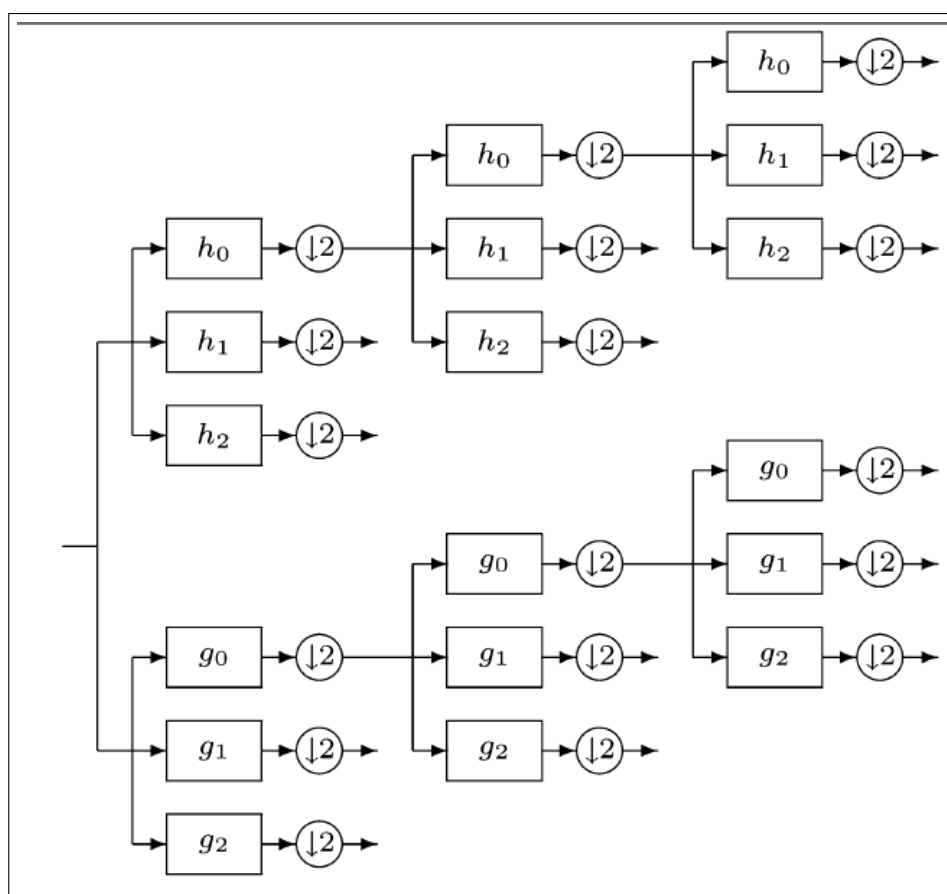 h₀ ↓2
h₀ ↓2 h₁ ↓2
h₀ ↓2 h₁ ↓2 h₂ ↓2
h₁ ↓2 h₂ ↓2
h₂ ↓2
g₀ ↓2
g₀ ↓2 g₁ ↓2
g₀ ↓2 g₁ ↓2 g₂ ↓2
g₁ ↓2 g₂ ↓2
g₂ ↓2